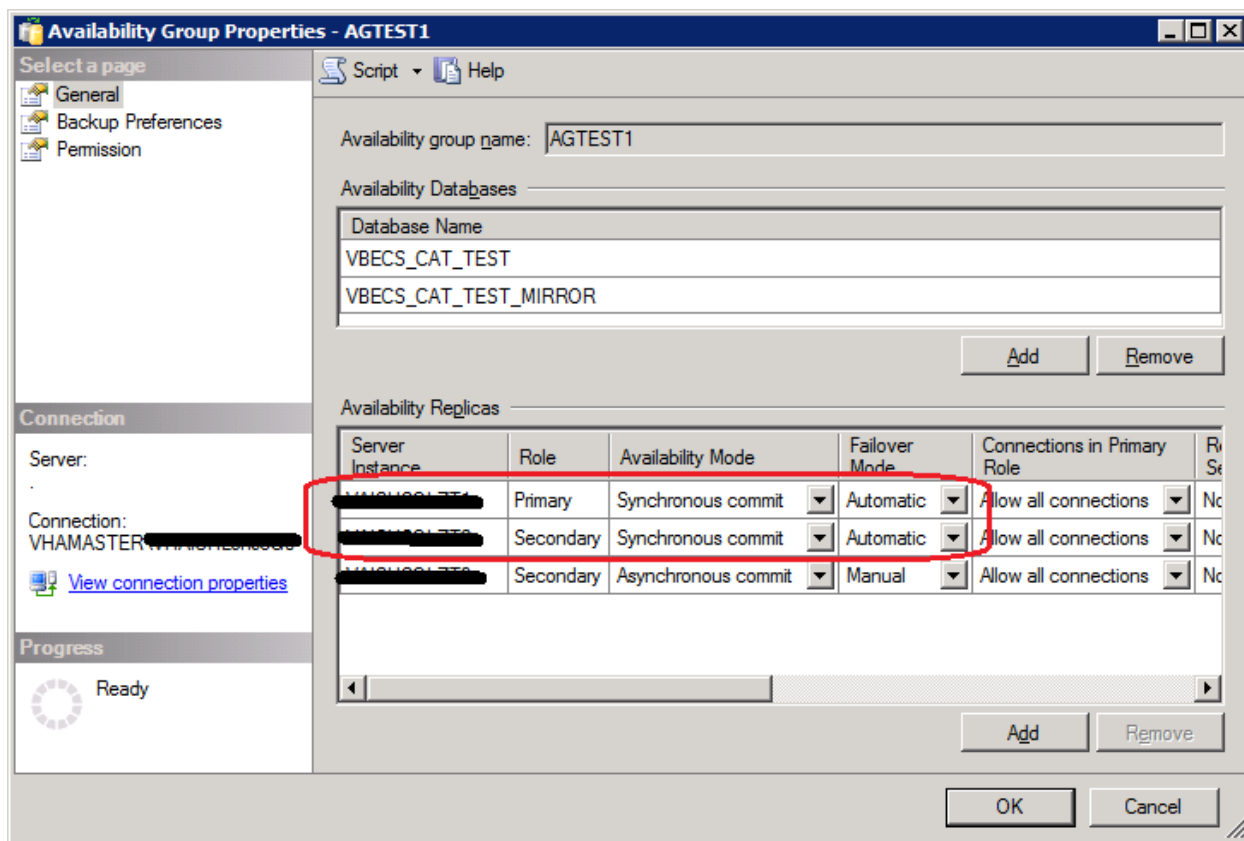 Availability Group Properties - AGTEST1
Select a page
General
Backup Preferences
Permission
Script Help
Availability group name: AGTEST1
Availability Databases
Database Name
VBECS_CAT_TEST
VBECS_CAT_TEST_MIRROR
Add Remove
Availability Replicas
Server Instance Role Availability Mode Failover Mode Connections in Primary Role
Primary Synchronous commit Automatic Allow all connections
Secondary Synchronous commit Automatic Allow all connections
Secondary Asynchronous commit Manual Allow all connections
Add Remove
Connection
Server:
.
Connection:
VHAMASTER
View connection properties
Progress
Ready
OK Cancel